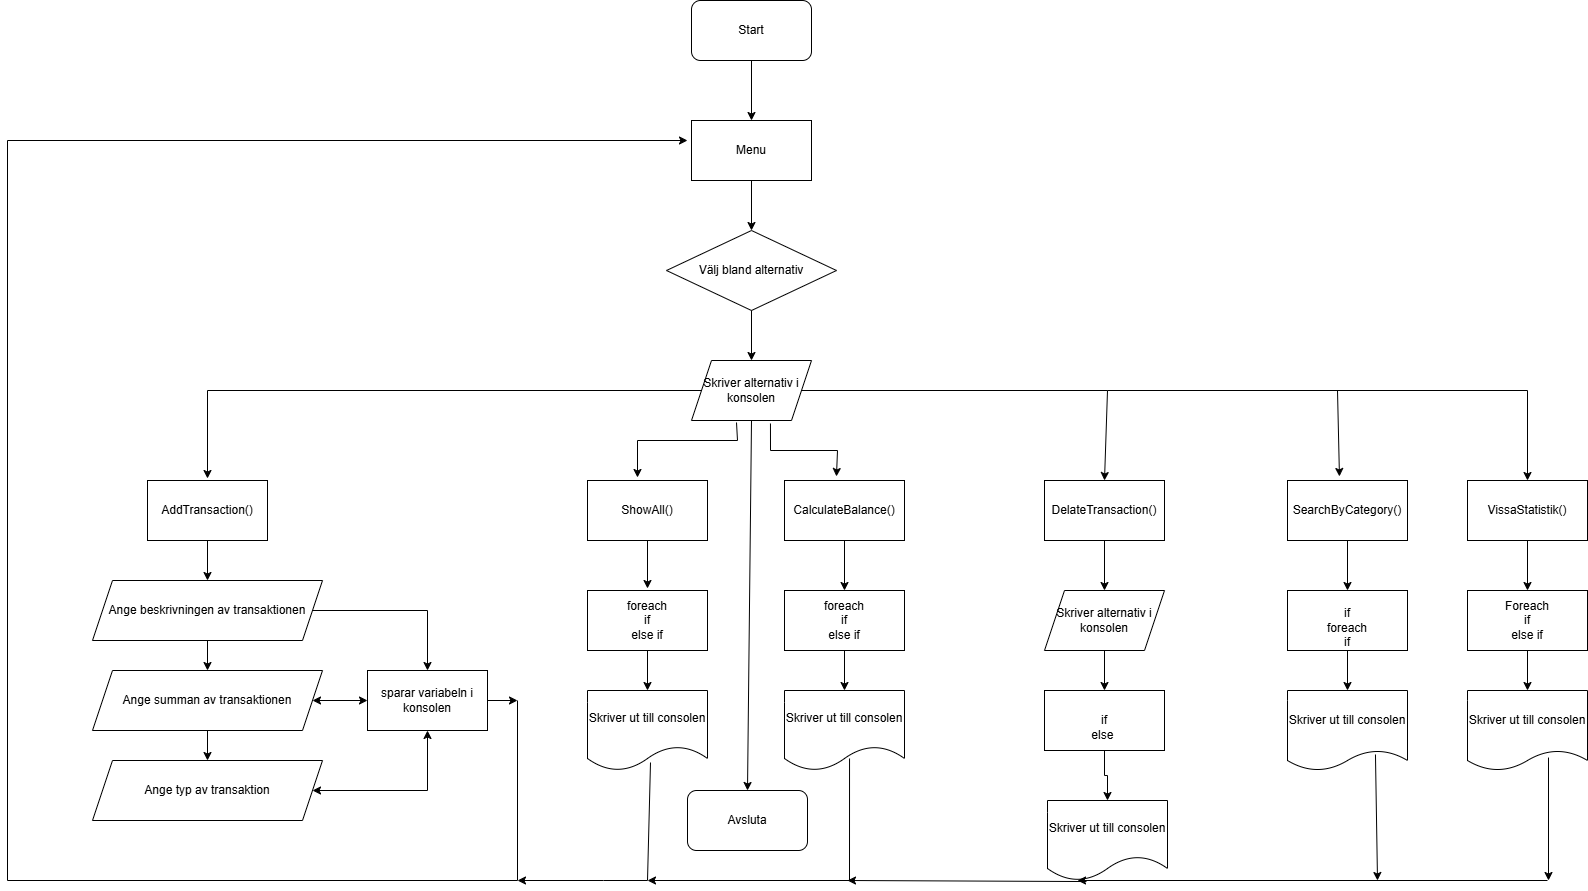 Start
Menu
Välj bland alternativ
Skriver alternativ i
konsolen
AddTransaction()
ShowAll()
CalculateBalance()
DelateTransaction()
SearchByCategory()
VissaStatistik()
Ange beskrivningen av transaktionen
foreach
if
else if
foreach
if
else if
Skriver alternativ i
konsolen
if
foreach
if
Foreach
if
else if
Ange summan av transaktionen
sparar variabeln i
konsolen
Skriver ut till consolen
Skriver ut till consolen
if
else
Skriver ut till consolen
Skriver ut till consolen
Ange typ av transaktion
Avsluta
Skriver ut till consolen